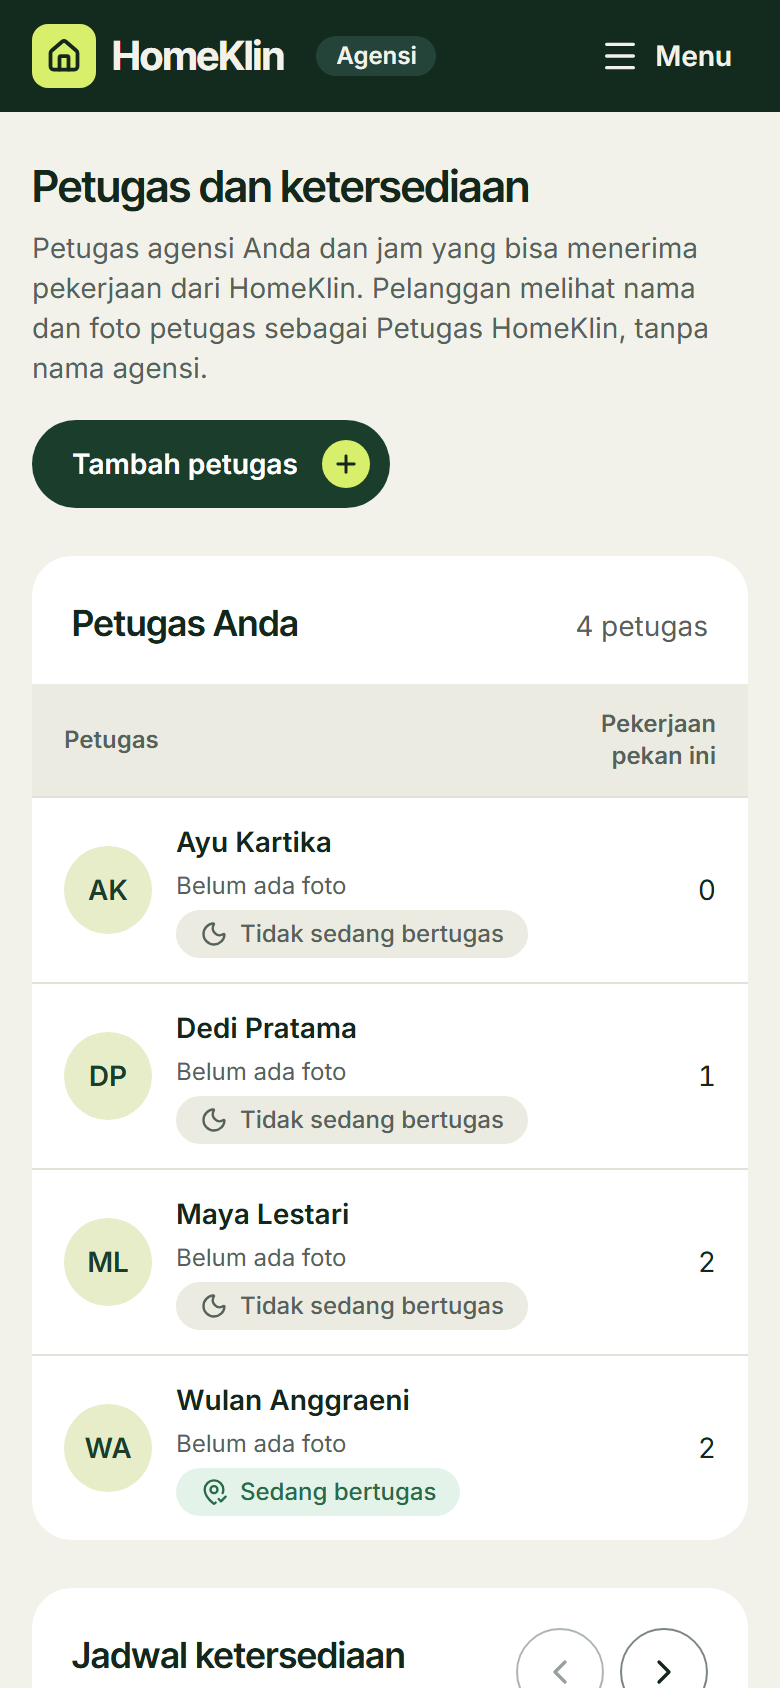 HomeKlin
Agensi
Menu
Petugas dan ketersediaan
Petugas agensi Anda dan jam yang bisa menerima
pekerjaan dari HomeKlin. Pelanggan melihat nama
dan foto petugas sebagai Petugas HomeKlin, tanpa
nama agensi.
Tambah petugas
Petugas Anda
4 petugas
Petugas
Pekerjaan
pekan ini
AK
Ayu Kartika
Belum ada foto
Tidak sedang bertugas
0
DP
Dedi Pratama
Belum ada foto
Tidak sedang bertugas
1
ML
Maya Lestari
Belum ada foto
Tidak sedang bertugas
2
WA
Wulan Anggraeni
Belum ada foto
Sedang bertugas
2
Jadwal ketersediaan